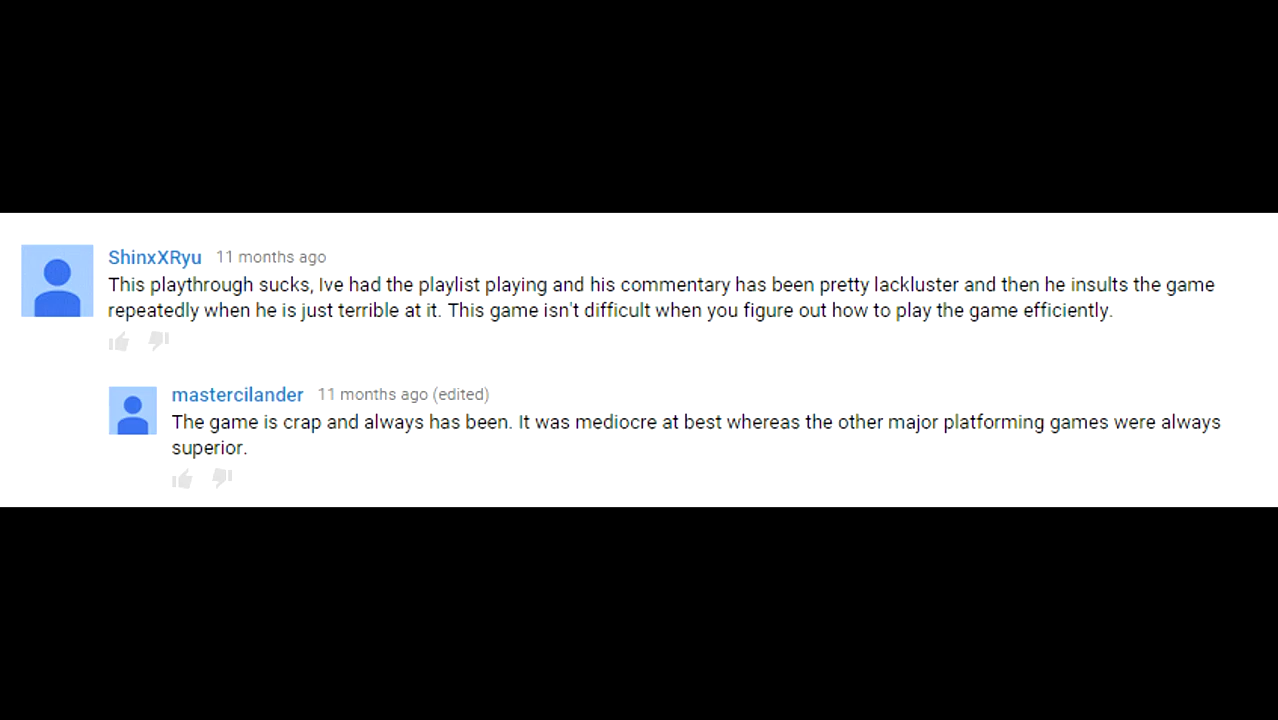 ShinxXRyu 11 months ago
This playthrough sucks, Ive had the playlist playing and his commentary has been pretty lackluster and then he insults the game
repeatedly when he is just terrible at it. This game isn't difficult when you figure out how to play the game efficiently.
mastercilander 11 months ago (edited)
The game is crap and always has been. It was mediocre at best whereas the other major platforming games were always
superior.